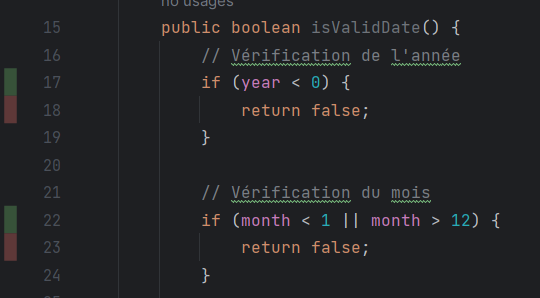 no usages
15 public boolean isValidDate() {
16 // Vérification de l'année
17 if (year < 0) {
18 return false;
19 }
20
21 // Vérification du mois
22 if (month < 1 || month > 12) {
23 return false;
24 }